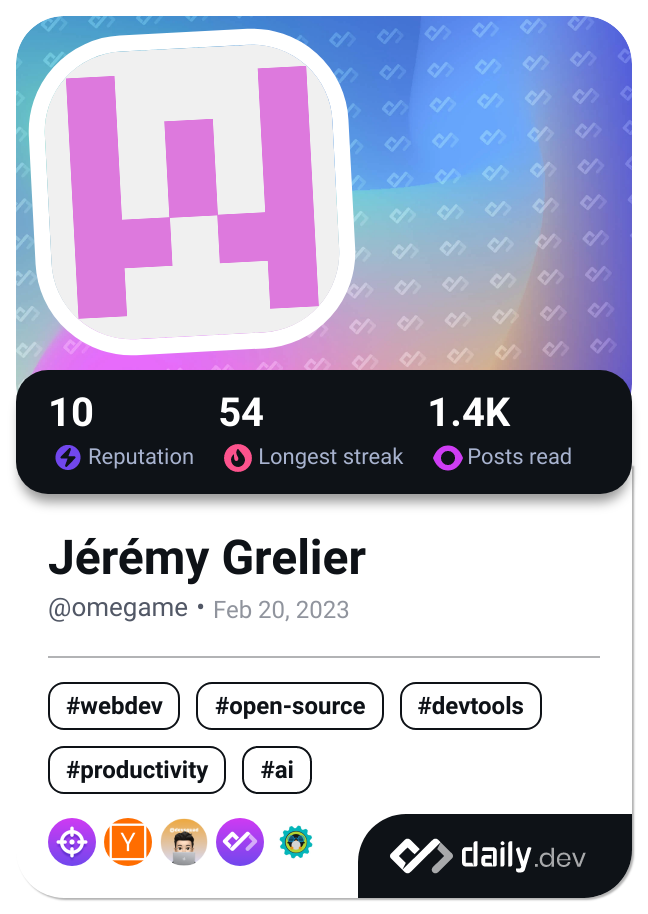 10 54 1.4K
Reputation Longest streak Posts read
Jérémy Grelier
@omegame • Feb 20, 2023
#webdev #open-source #devtools
#productivity #ai
Y
daily.dev